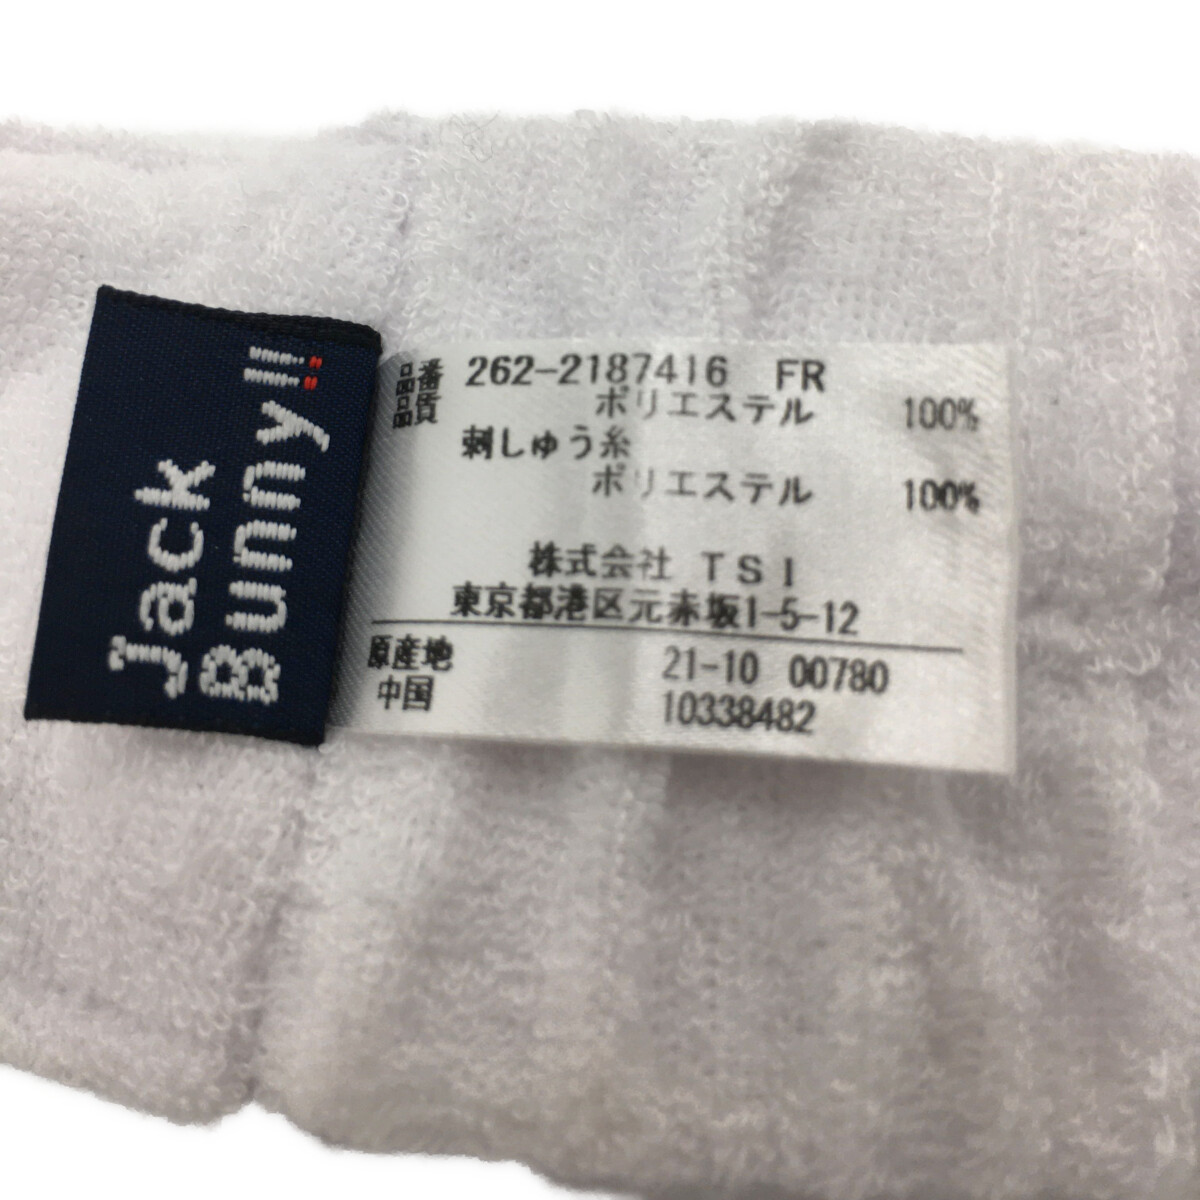 Jack
Bunny!!
品番 262-2187416 FR
品質 ポリエステル 100%
刺しゅう糸
ポリエステル 100%
株式会社 TSI
東京都港区元赤坂1-5-12
原産地 21-10 00780
中国 10338482